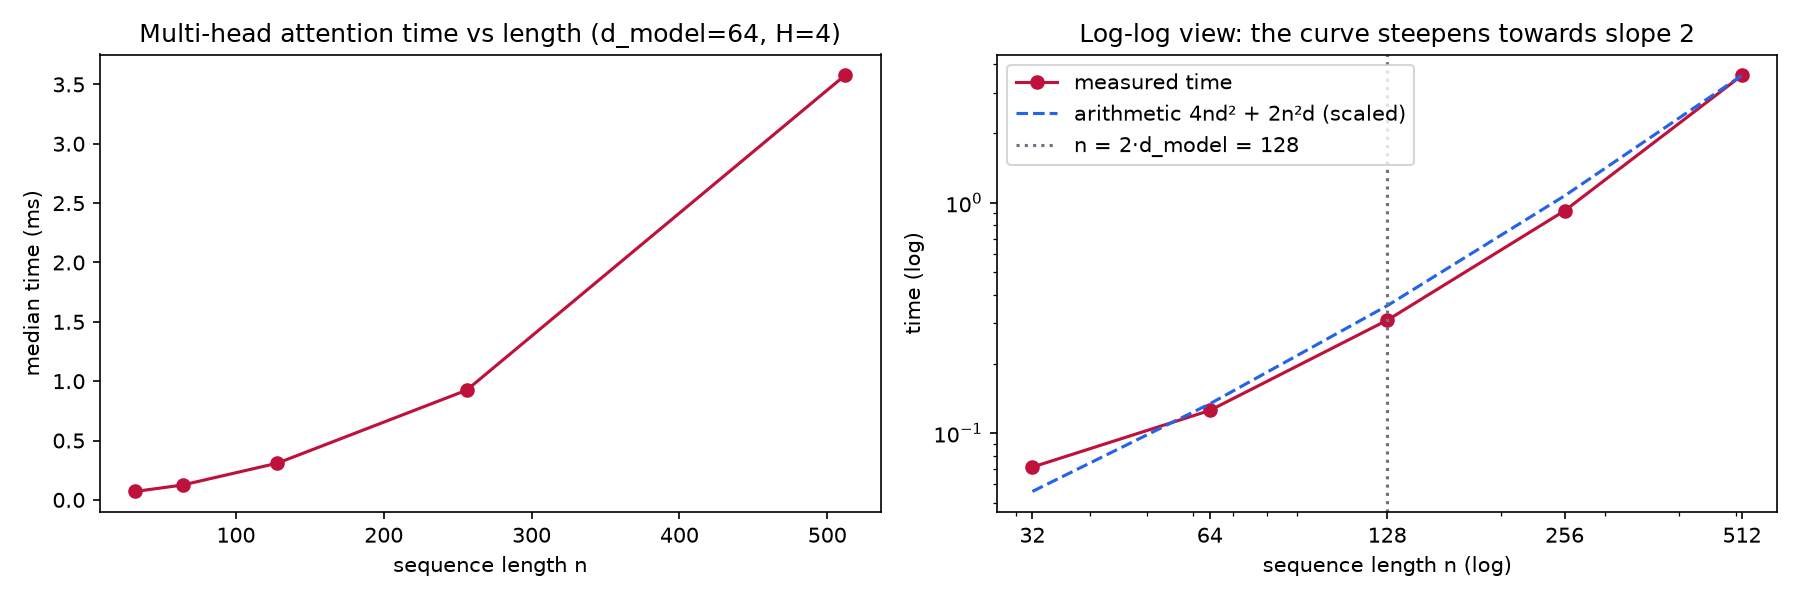 Multi-head attention time vs length (d_model=64, H=4)
median time (ms)
3.5
3.0
2.5
2.0
1.5
1.0
0.5
0.0
100 200 300 400 500
sequence length n
Log-log view: the curve steepens towards slope 2
measured time
arithmetic 4nd² + 2n²d (scaled)
n = 2·d_model = 128
time (log)
10⁰
10⁻¹
32 64 128 256 512
sequence length n (log)